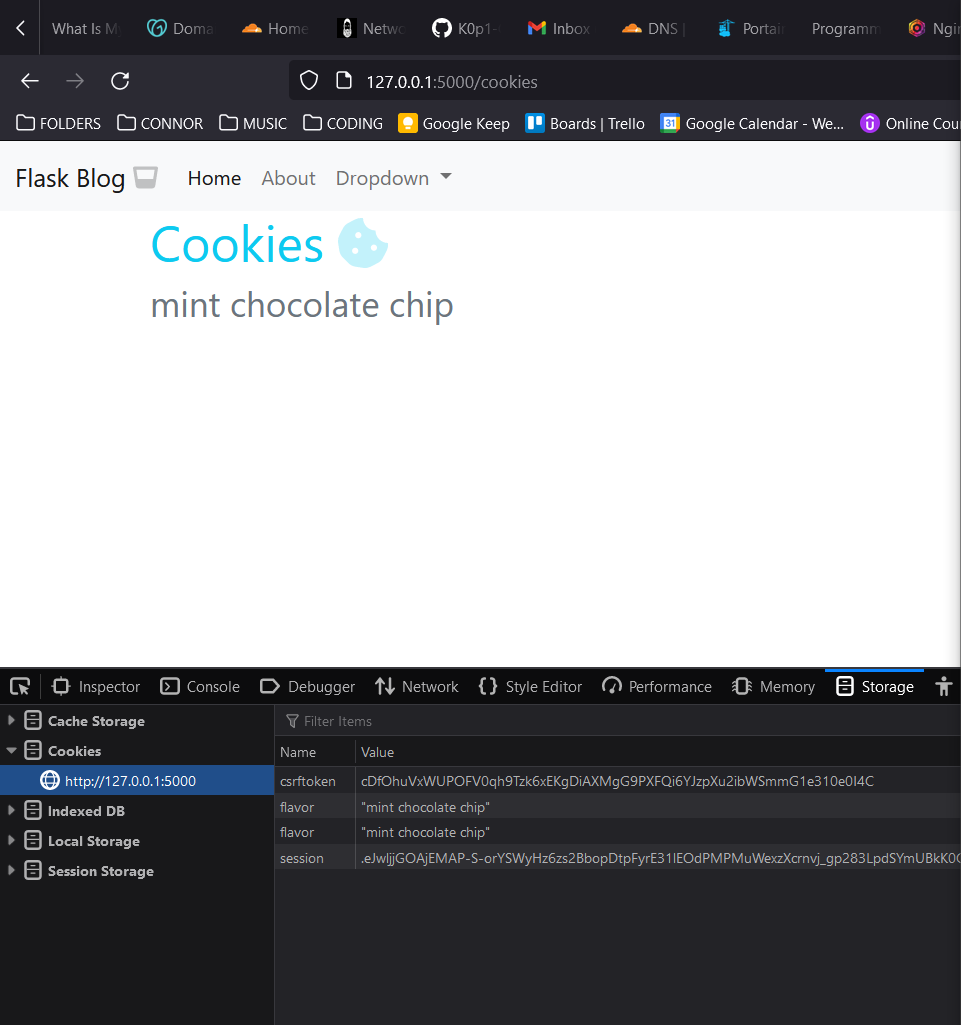 What Is M Doma Home Netwo K0p1- Inbox DNS | Portai Programm Ngi
127.0.0.1:5000/cookies
FOLDERS CONNOR MUSIC CODING Google Keep Boards | Trello Google Calendar - We... Online Cou
Flask Blog Home About Dropdown
Cookies
mint chocolate chip
Inspector Console Debugger Network Style Editor Performance Memory Storage
Cache Storage
Filter Items
Cookies
Name Value
http://127.0.0.1:5000
csrftoken cDfOhuVxWUPOFV0qh9Tzk6xEKgDiAXMgG9PXFQi6YJzpXu2ibWSmmG1e310e0I4C
Indexed DB
flavor "mint chocolate chip"
flavor "mint chocolate chip"
Local Storage
session .eJwljjGOAjEMAP-S-orYSWyHz6zs2BbopDtpFyrE31lEOdPMPMuWexzXcrnvj_gp283LpdSYmUBkK0
Session Storage